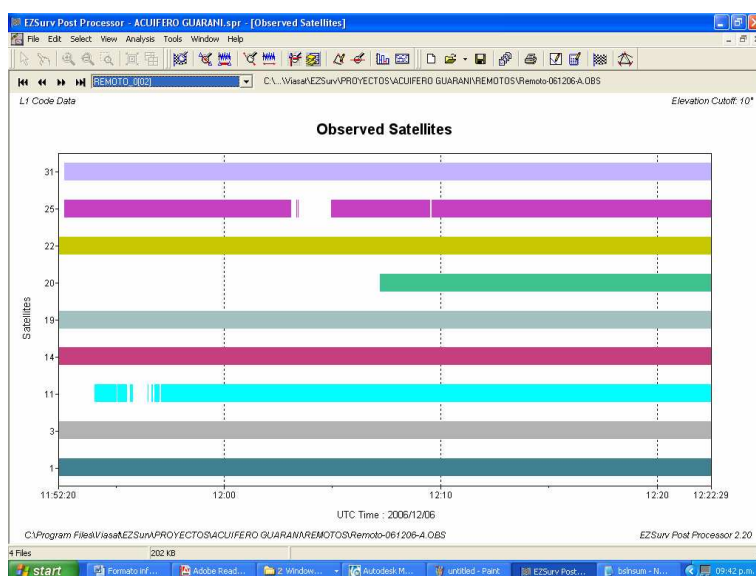 EZSurv Post Processor - ACUIFERO GUARANI.spr - [Observed Satellites]
File Edit Select View Analysis Tools Window Help
REMOTO_0[02] C:\...\Viasat\EZSurv\PROYECTOS\ACUIFERO GUARANI\REMOTOS\Remoto-061206-A.OBS
L1 Code Data Elevation Cutoff: 10°
Observed Satellites
Satellites
31
25
22
20
19
14
11
3
1
11:52:20 12:00 12:10 12:20 12:22:29
UTC Time : 2006/12/06
C:\Program Files\Viasat\EZSurv\PROYECTOS\ACUIFERO GUARANI\REMOTOS\Remoto-061206-A.OBS EZSurv Post Processor 2.20
4 Files 202 KB
start Formato inf... Adobe Read... 2 Window... Autodesk M... untitled - Paint EZSurv Post... bslnsum - N... 09:42 p.m.